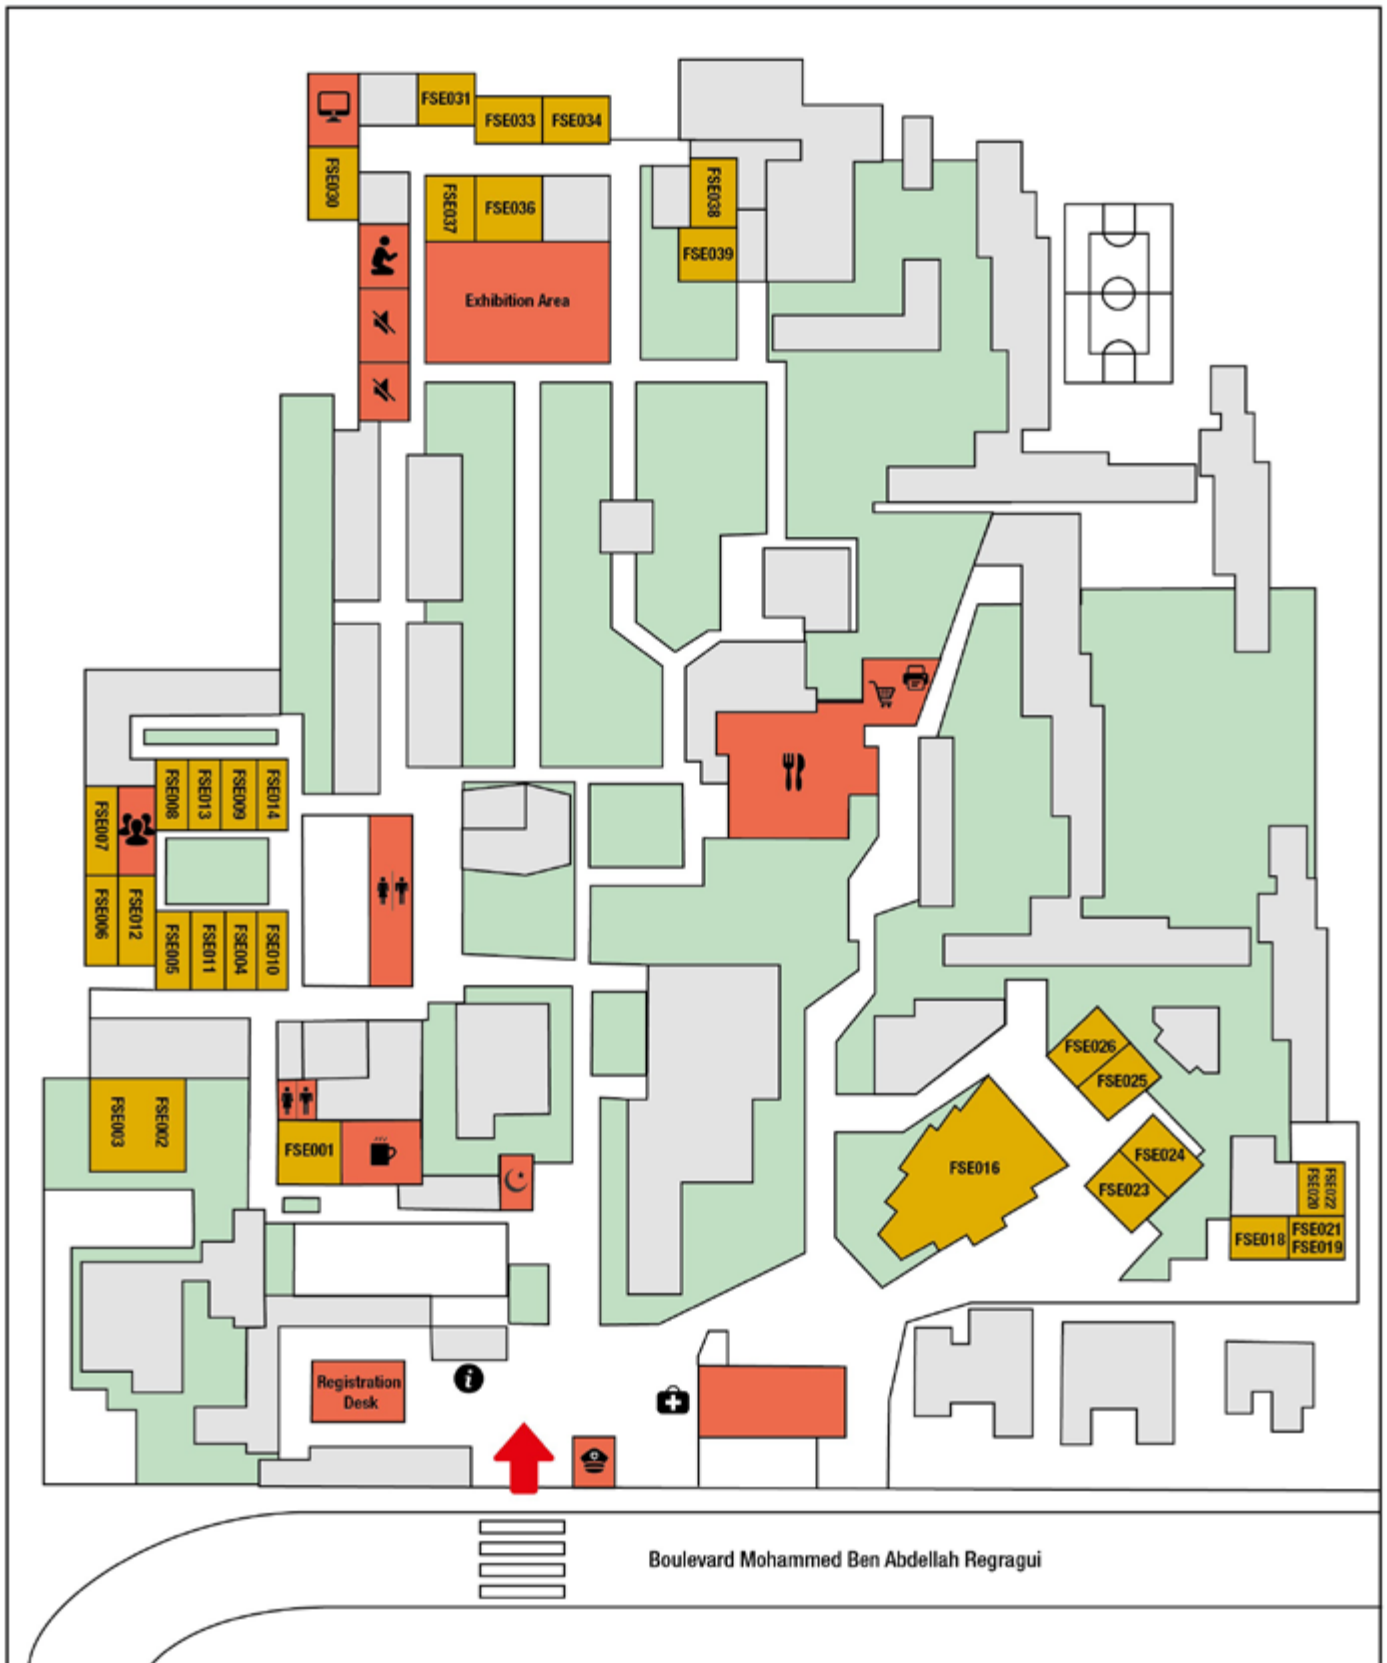 FSE031
FSE033
FSE034
FSE030
FSE037
FSE036
FSE038
FSE039
Exhibition Area
FSE008
FSE013
FSE009
FSE014
FSE007
FSE006
FSE012
FSE005
FSE011
FSE004
FSE010
FSE003
FSE002
FSE001
FSE026
FSE025
FSE016
FSE024
FSE023
FSE020
FSE022
FSE018
FSE021
FSE019
Registration
Desk
i
Boulevard Mohammed Ben Abdellah Regragui